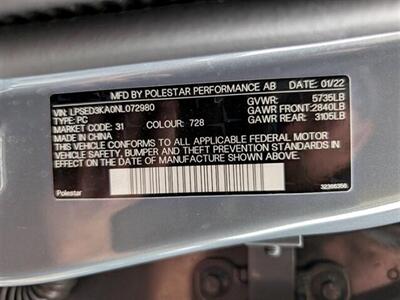 MFD BY POLESTAR PERFORMANCE AB DATE: 01/22
VIN: LPSED3KA0NL072980 GVWR: 5735LB
TYPE: PC GAWR FRONT: 2840LB
MARKET CODE: 31 COLOUR: 728 GAWR REAR: 3105LB
MADE IN CHINA
THIS VEHICLE CONFORMS TO ALL APPLICABLE FEDERAL MOTOR
VEHICLE SAFETY, BUMPER AND THEFT PREVENTION STANDARDS IN
EFFECT ON THE DATE OF MANUFACTURE SHOWN ABOVE.
Polestar